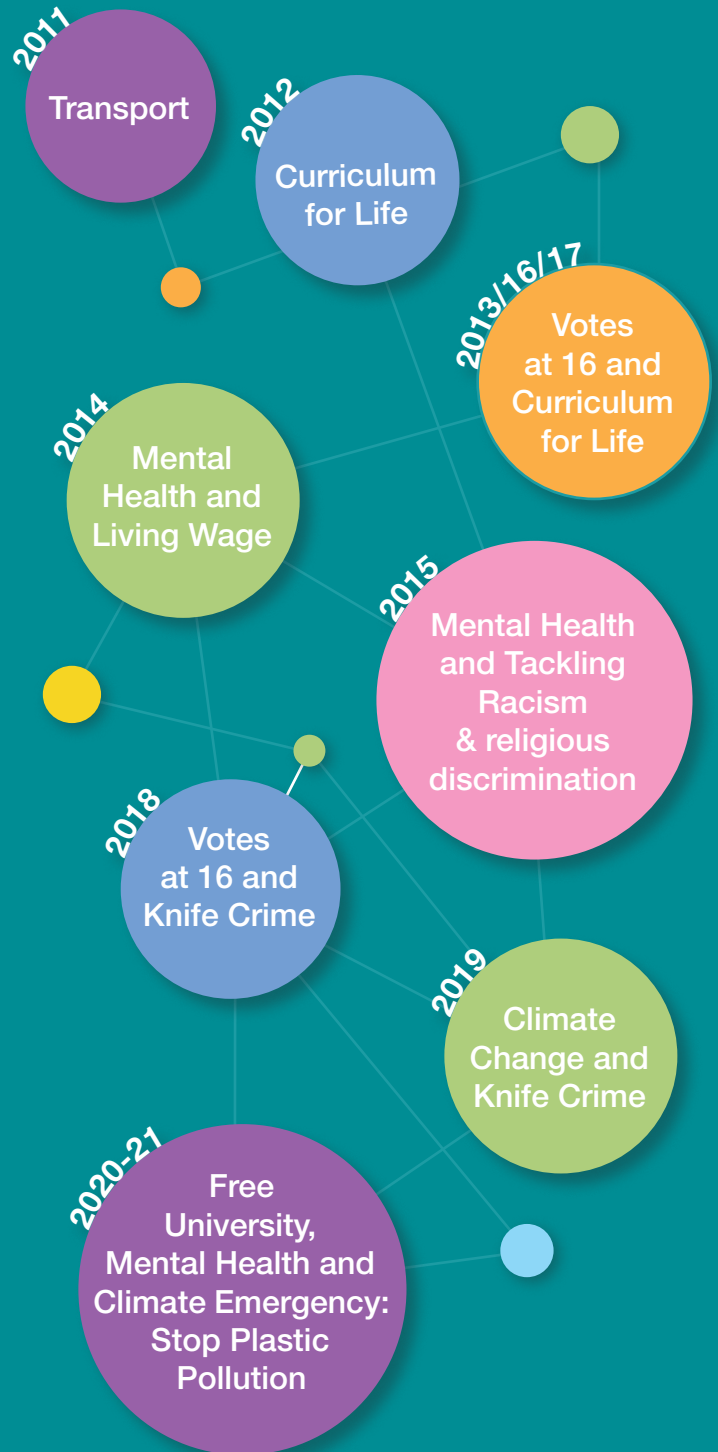 2011
Transport
2012
Curriculum
for Life
2013/16/17
Votes
at 16 and
Curriculum
for Life
2014
Mental
Health and
Living Wage
2015
Mental Health
and Tackling
Racism
& religious
discrimination
2018
Votes
at 16 and
Knife Crime
2019
Climate
Change and
Knife Crime
2020-21
Free
University,
Mental Health and
Climate Emergency:
Stop Plastic
Pollution